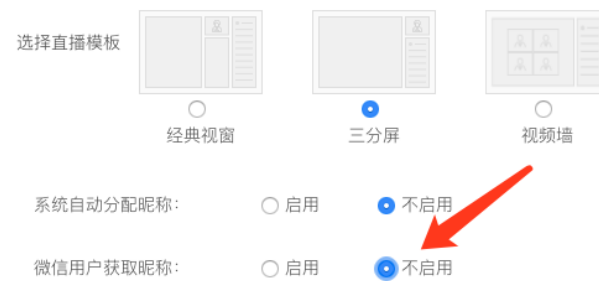 选择直播模板
经典视窗
三分屏
视频墙
系统自动分配昵称:
启用
不启用
微信用户获取昵称:
启用
不启用